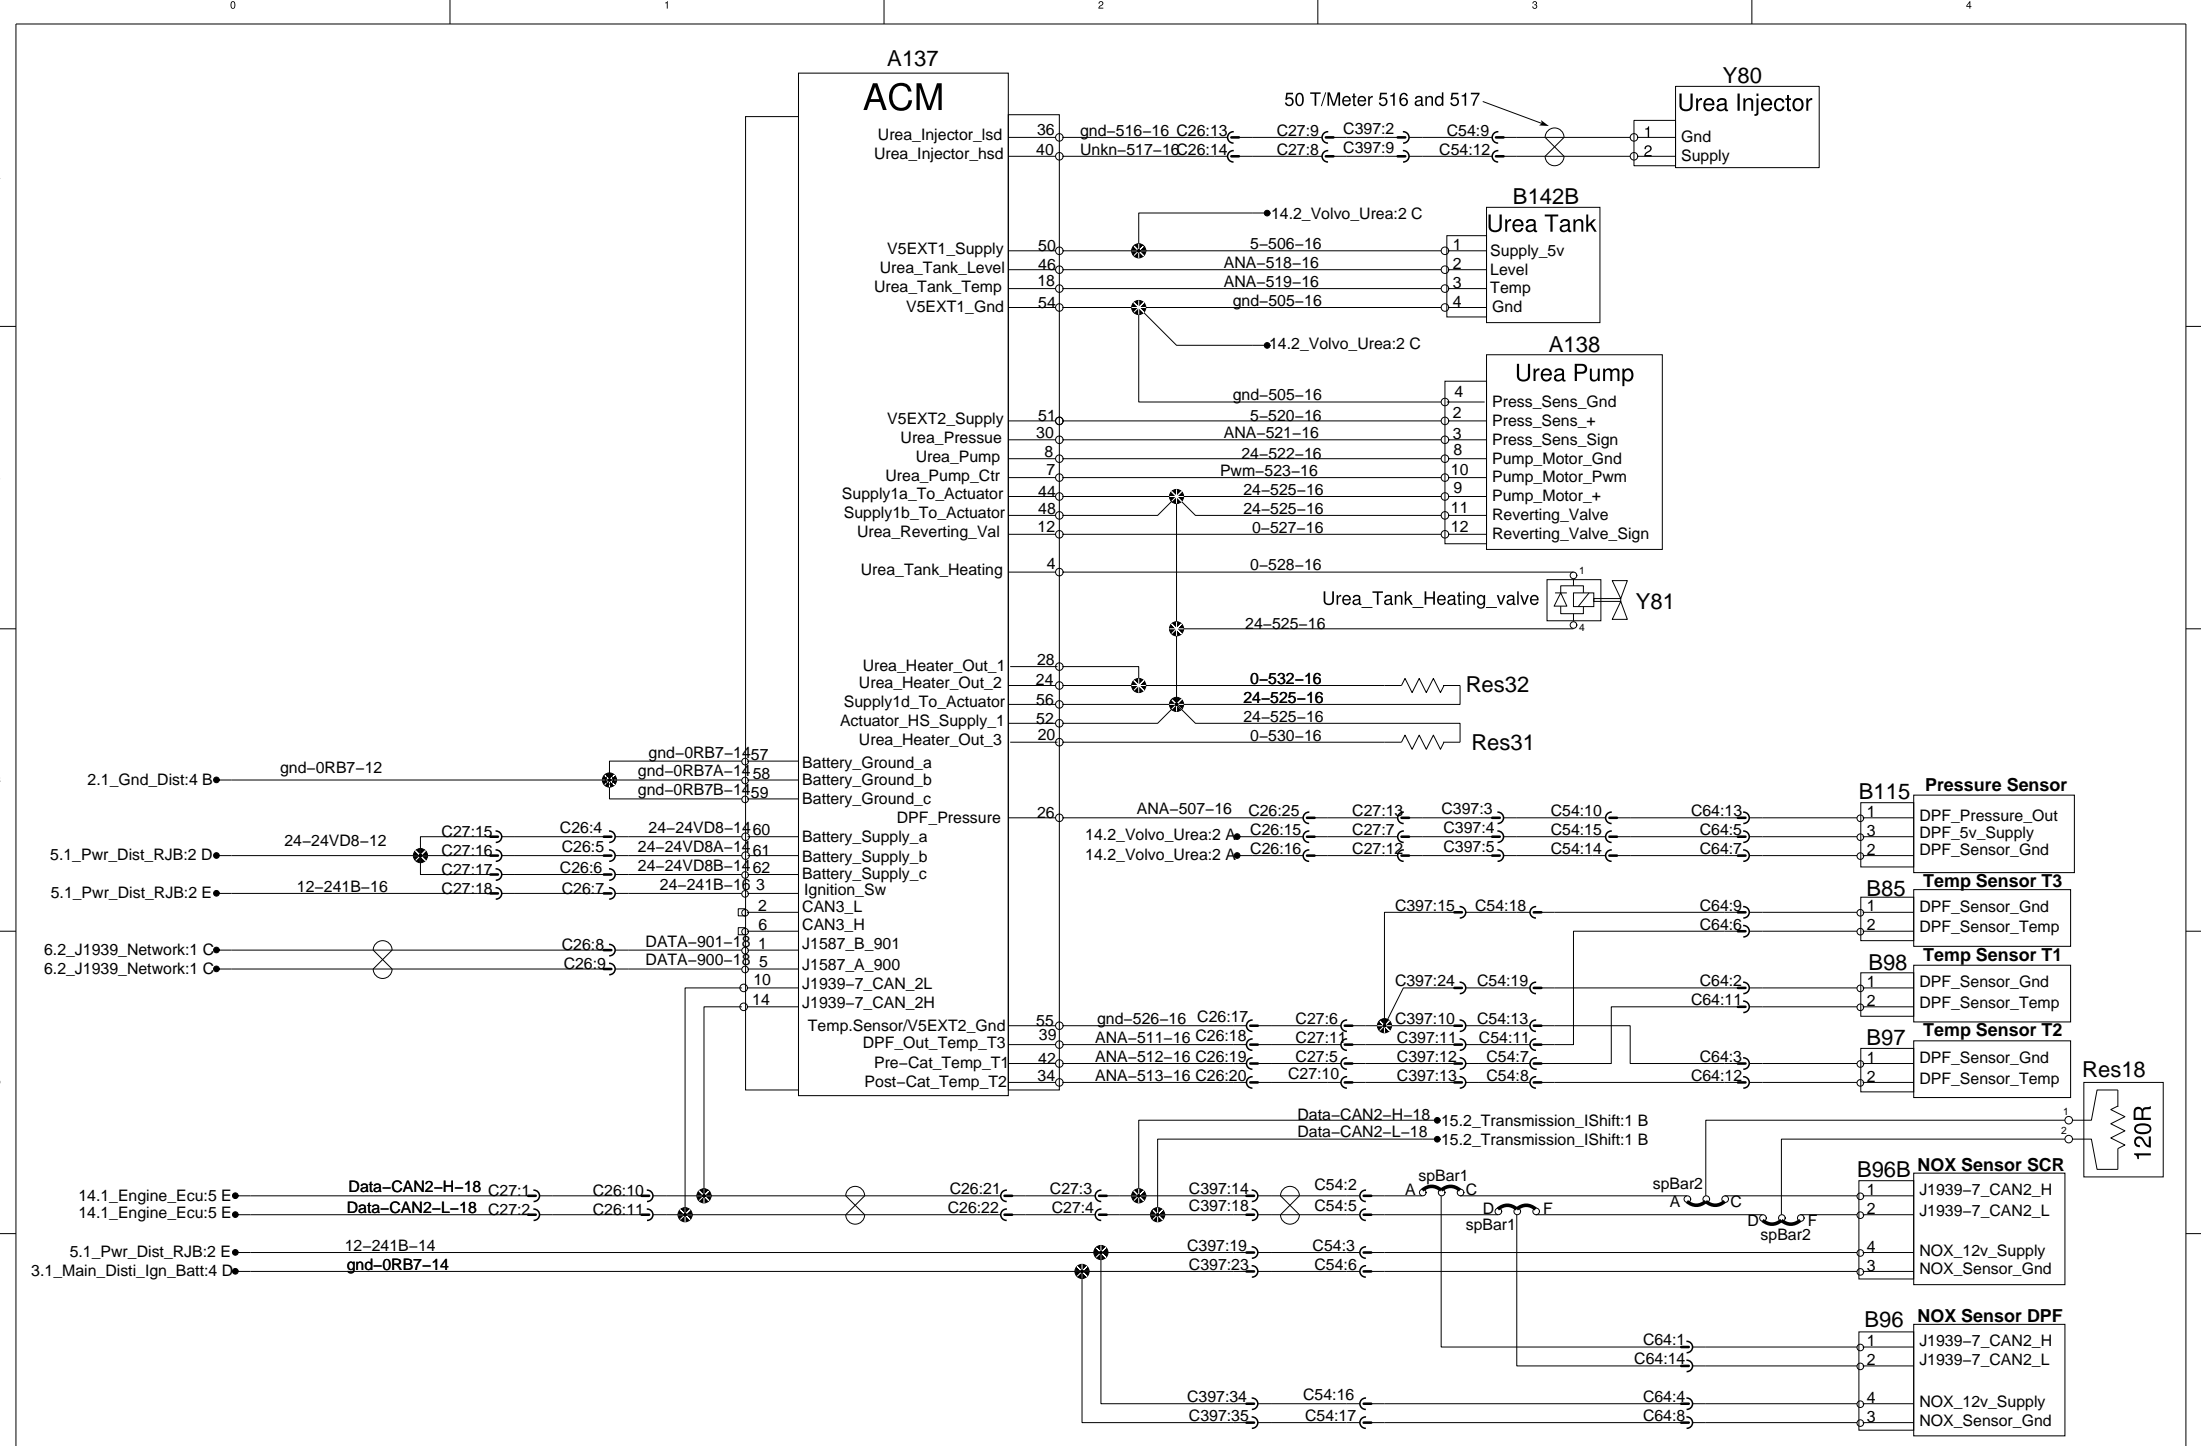 0 1 2 3 4
A137
ACM
Y80
Urea Injector
50 T/Meter 516 and 517
Urea_Injector_lsd 36 gnd-516-16 C26:13 C27:9 C397:2 C54:9 1 Gnd
Urea_Injector_hsd 40 Unkn-517-16 C26:14 C27:8 C397:9 C54:12 2 Supply
B142B
Urea Tank
14.2_Volvo_Urea:2 C
V5EXT1_Supply 50 5-506-16 1 Supply_5v
Urea_Tank_Level 46 ANA-518-16 2 Level
Urea_Tank_Temp 18 ANA-519-16 3 Temp
V5EXT1_Gnd 54 gnd-505-16 4 Gnd
14.2_Volvo_Urea:2 C
A138
Urea Pump
gnd-505-16 4 Press_Sens_Gnd
V5EXT2_Supply 51 5-520-16 2 Press_Sens_+
Urea_Pressue 30 ANA-521-16 3 Press_Sens_Sign
Urea_Pump 8 24-522-16 8 Pump_Motor_Gnd
Urea_Pump_Ctr 7 Pwm-523-16 10 Pump_Motor_Pwm
Supply1a_To_Actuator 44 24-525-16 9 Pump_Motor_+
Supply1b_To_Actuator 48 24-525-16 11 Reverting_Valve
Urea_Reverting_Val 12 0-527-16 12 Reverting_Valve_Sign
Urea_Tank_Heating 4 0-528-16 1
Urea_Tank_Heating_valve Y81
24-525-16 4
Urea_Heater_Out_1 28
Urea_Heater_Out_2 24 0-532-16 Res32
Supply1d_To_Actuator 56 24-525-16
Actuator_HS_Supply_1 52 24-525-16
Urea_Heater_Out_3 20 0-530-16 Res31
gnd-0RB7-14 57 Battery_Ground_a
2.1_Gnd_Dist:4 B gnd-0RB7-12 gnd-0RB7A-14 58 Battery_Ground_b
gnd-0RB7B-14 59 Battery_Ground_c
B115 Pressure Sensor
DPF_Pressure 26 ANA-507-16 C26:25 C27:13 C397:3 C54:10 C64:13 1 DPF_Pressure_Out
14.2_Volvo_Urea:2 A C26:15 C27:7 C397:4 C54:15 C64:5 3 DPF_5v_Supply
14.2_Volvo_Urea:2 A C26:16 C27:12 C397:5 C54:14 C64:7 2 DPF_Sensor_Gnd
C27:15 C26:4 24-24VD8-14 60 Battery_Supply_a
5.1_Pwr_Dist_RJB:2 D 24-24VD8-12 C27:16 C26:5 24-24VD8A-14 61 Battery_Supply_b
C27:17 C26:6 24-24VD8B-14 62 Battery_Supply_c
5.1_Pwr_Dist_RJB:2 E 12-241B-16 C27:18 C26:7 24-241B-16 3 Ignition_Sw
2 CAN3_L
6 CAN3_H
6.2_J1939_Network:1 C C26:8 DATA-901-18 1 J1587_B_901
6.2_J1939_Network:1 C C26:9 DATA-900-18 5 J1587_A_900
10 J1939-7_CAN_2L
14 J1939-7_CAN_2H
B85 Temp Sensor T3
C397:15 C54:18 C64:9 1 DPF_Sensor_Gnd
C64:6 2 DPF_Sensor_Temp
B98 Temp Sensor T1
C397:24 C54:19 C64:2 1 DPF_Sensor_Gnd
C64:11 2 DPF_Sensor_Temp
Temp.Sensor/V5EXT2_Gnd 55 gnd-526-16 C26:17 C27:6 C397:10 C54:13
DPF_Out_Temp_T3 39 ANA-511-16 C26:18 C27:11 C397:11 C54:11
B97 Temp Sensor T2
Pre-Cat_Temp_T1 42 ANA-512-16 C26:19 C27:5 C397:12 C54:7 C64:3 1 DPF_Sensor_Gnd
Post-Cat_Temp_T2 34 ANA-513-16 C26:20 C27:10 C397:13 C54:8 C64:12 2 DPF_Sensor_Temp
Res18
120R
1
2
Data-CAN2-H-18 15.2_Transmission_IShift:1 B
Data-CAN2-L-18 15.2_Transmission_IShift:1 B
B96B NOX Sensor SCR
14.1_Engine_Ecu:5 E Data-CAN2-H-18 C27:1 C26:10 C26:21 C27:3 C397:14 C54:2 spBar1 A C spBar2 A C 1 J1939-7_CAN2_H
14.1_Engine_Ecu:5 E Data-CAN2-L-18 C27:2 C26:11 C26:22 C27:4 C397:18 C54:5 D F spBar1 D F spBar2 2 J1939-7_CAN2_L
5.1_Pwr_Dist_RJB:2 E 12-241B-14 C397:19 C54:3 4 NOX_12v_Supply
3.1_Main_Disti_Ign_Batt:4 D gnd-0RB7-14 C397:23 C54:6 3 NOX_Sensor_Gnd
B96 NOX Sensor DPF
C64:1 1 J1939-7_CAN2_H
C64:14 2 J1939-7_CAN2_L
C397:34 C54:16 C64:4 4 NOX_12v_Supply
C397:35 C54:17 C64:8 3 NOX_Sensor_Gnd